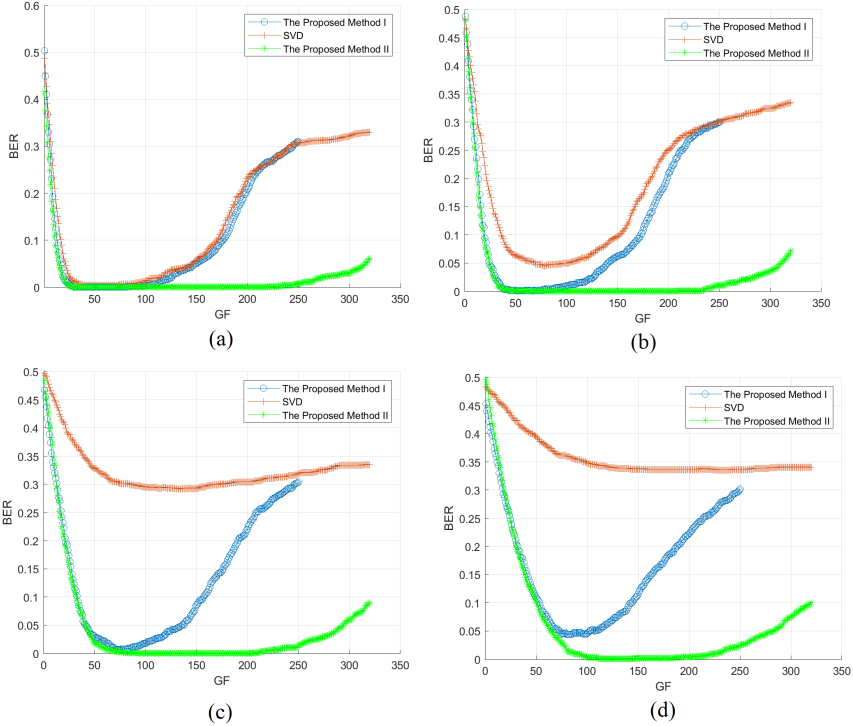 0.6
0.5
0.4
0.3
0.2
0.1
0
BER
50 100 150 200 250 300 350
GF
The Proposed Method I
SVD
The Proposed Method II
(a)
0.5
0.45
0.4
0.35
0.3
0.25
0.2
0.15
0.1
0.05
0
BER
0 50 100 150 200 250 300 350
GF
The Proposed Method I
SVD
The Proposed Method II
(b)
0.5
0.45
0.4
0.35
0.3
0.25
0.2
0.15
0.1
0.05
0
BER
0 50 100 150 200 250 300 350
GF
The Proposed Method I
SVD
The Proposed Method II
(c)
0.5
0.45
0.4
0.35
0.3
0.25
0.2
0.15
0.1
0.05
0
BER
0 50 100 150 200 250 300 350
GF
The Proposed Method I
SVD
The Proposed Method II
(d)